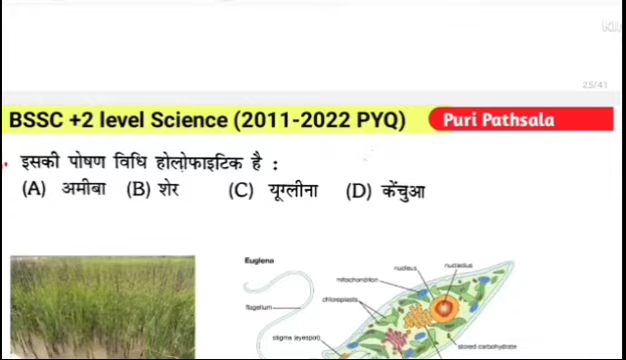 25/41
BSSC +2 level Science (2011-2022 PYQ) Puri Pathsala
इसकी पोषण विधि होलोफाइटिक है :
(A) अमीबा (B) शेर (C) यूग्लीना (D) केंचुआ
Euglena
nucleus nucleolus
mitochondrion
chloroplasts
flagellum
stigma (eyespot)
stored carbohydrate